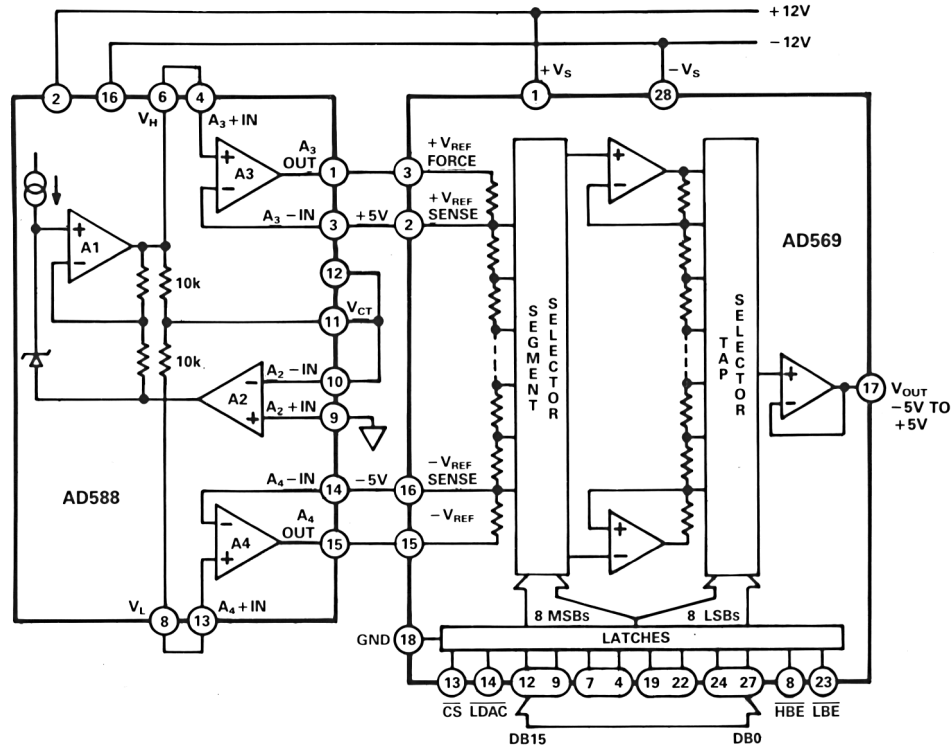 +12V
−12V
+VS
−VS
2
16
6
4
1
28
VH
A3+IN
A3
OUT
+
−
A3
1
3
+VREF
FORCE
A3−IN
3
+5V
2
+VREF
SENSE
+
−
A1
10k
12
VCT
11
10k
A2−IN
10
A2
−
+
A2+IN
9
A4−IN
14
−5V
16
−VREF
SENSE
AD588
−
+
A4
A4
OUT
15
15
−VREF
VL
8
13
A4+IN
SEGMENT
SELECTOR
+
−
+
−
TAP
SELECTOR
AD569
+
−
17
VOUT
−5V TO
+5V
8 MSBs
8 LSBs
GND
18
LATCHES
13
14
12
9
7
4
19
22
24
27
8
23
CS
LDAC
HBE
LBE
DB15
DB0